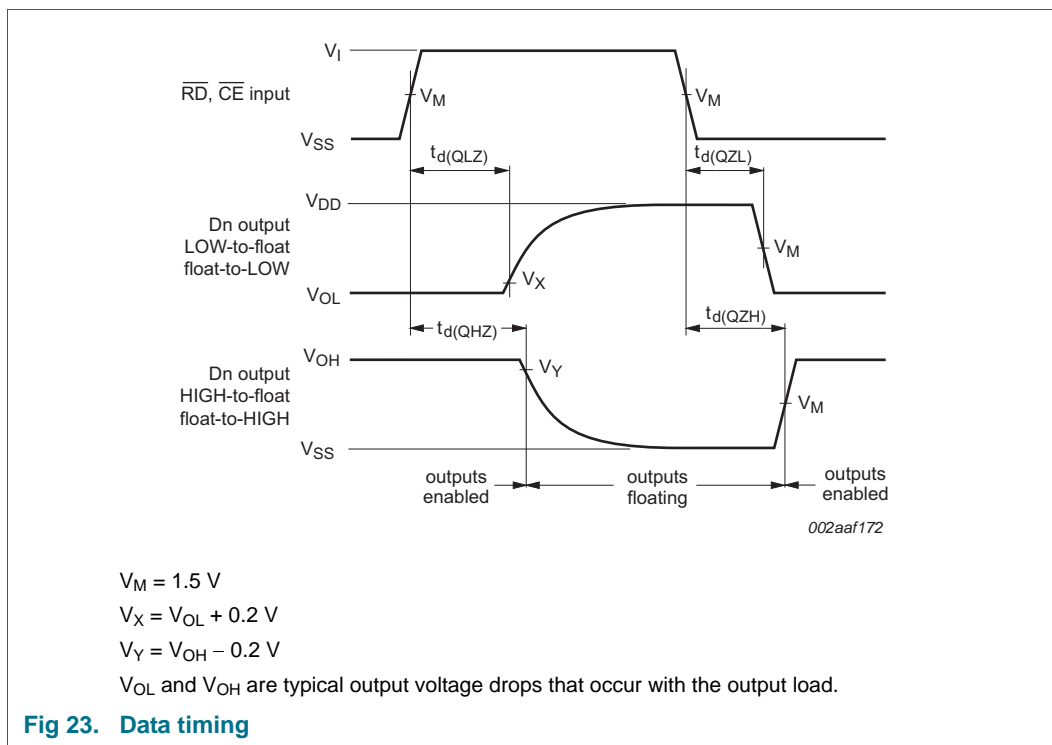 V_I
R̅D̅, C̅E̅ input
V_M
V_M
V_SS
t_d(QLZ)
t_d(QZL)
V_DD
Dn output
LOW-to-float
float-to-LOW
V_M
V_X
V_OL
t_d(QHZ)
t_d(QZH)
V_OH
V_Y
Dn output
HIGH-to-float
float-to-HIGH
V_M
V_SS
outputs
enabled
outputs
floating
outputs
enabled
002aaf172
V_M = 1.5 V
V_X = V_OL + 0.2 V
V_Y = V_OH − 0.2 V
V_OL and V_OH are typical output voltage drops that occur with the output load.
Fig 23. Data timing